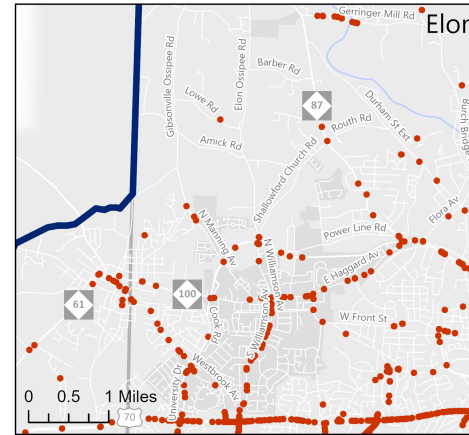 Gerringer Mill Rd
Elon
Gibsonville Ossipee Rd
Elon Ossipee Rd
Barber Rd
Lowe Rd
87
Durham St Ext
Burch Bridge
Routh Rd
Amick Rd
Shallowford Church Rd
Flora Av
N Manning Av
Power Line Rd
N Williamson Av
E Haggard Av
61
100
Cook Rd
S Williamson Av
W Front St
Westbrook Av
University Dr
0 0.5 1 Miles
70